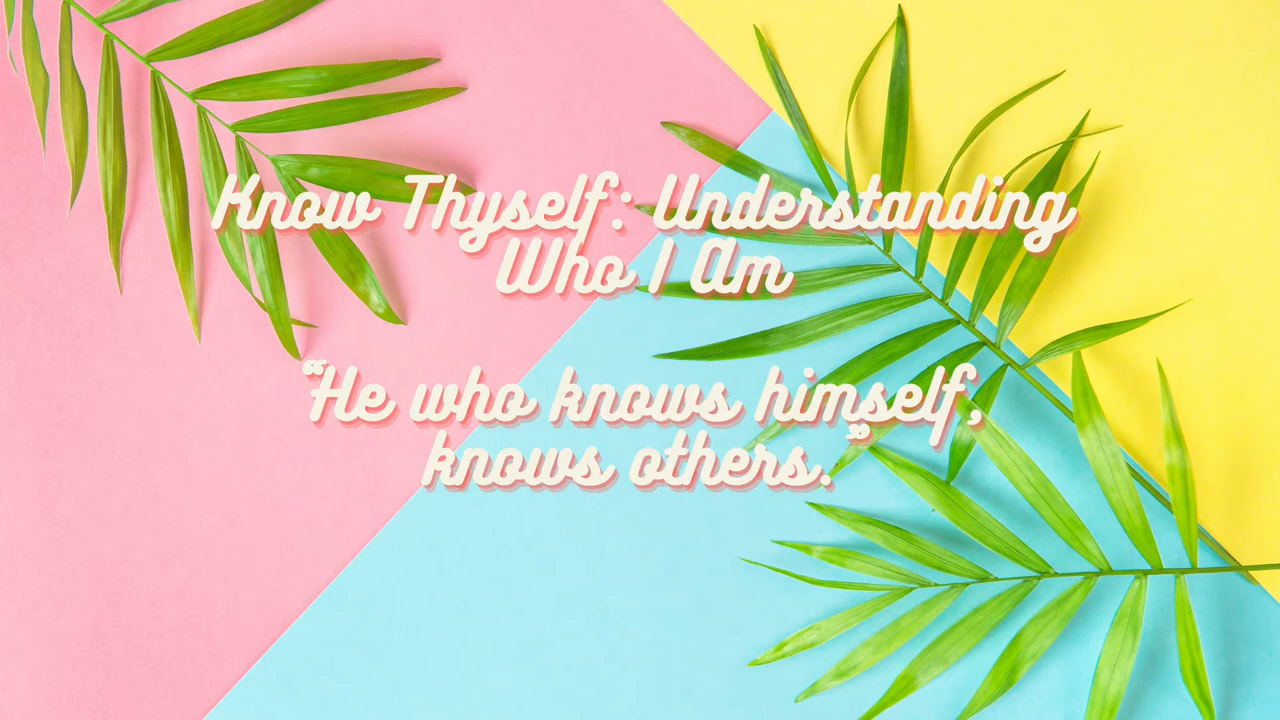 Know Thyself: Understanding
Who I Am
“He who knows himself,
knows others.”